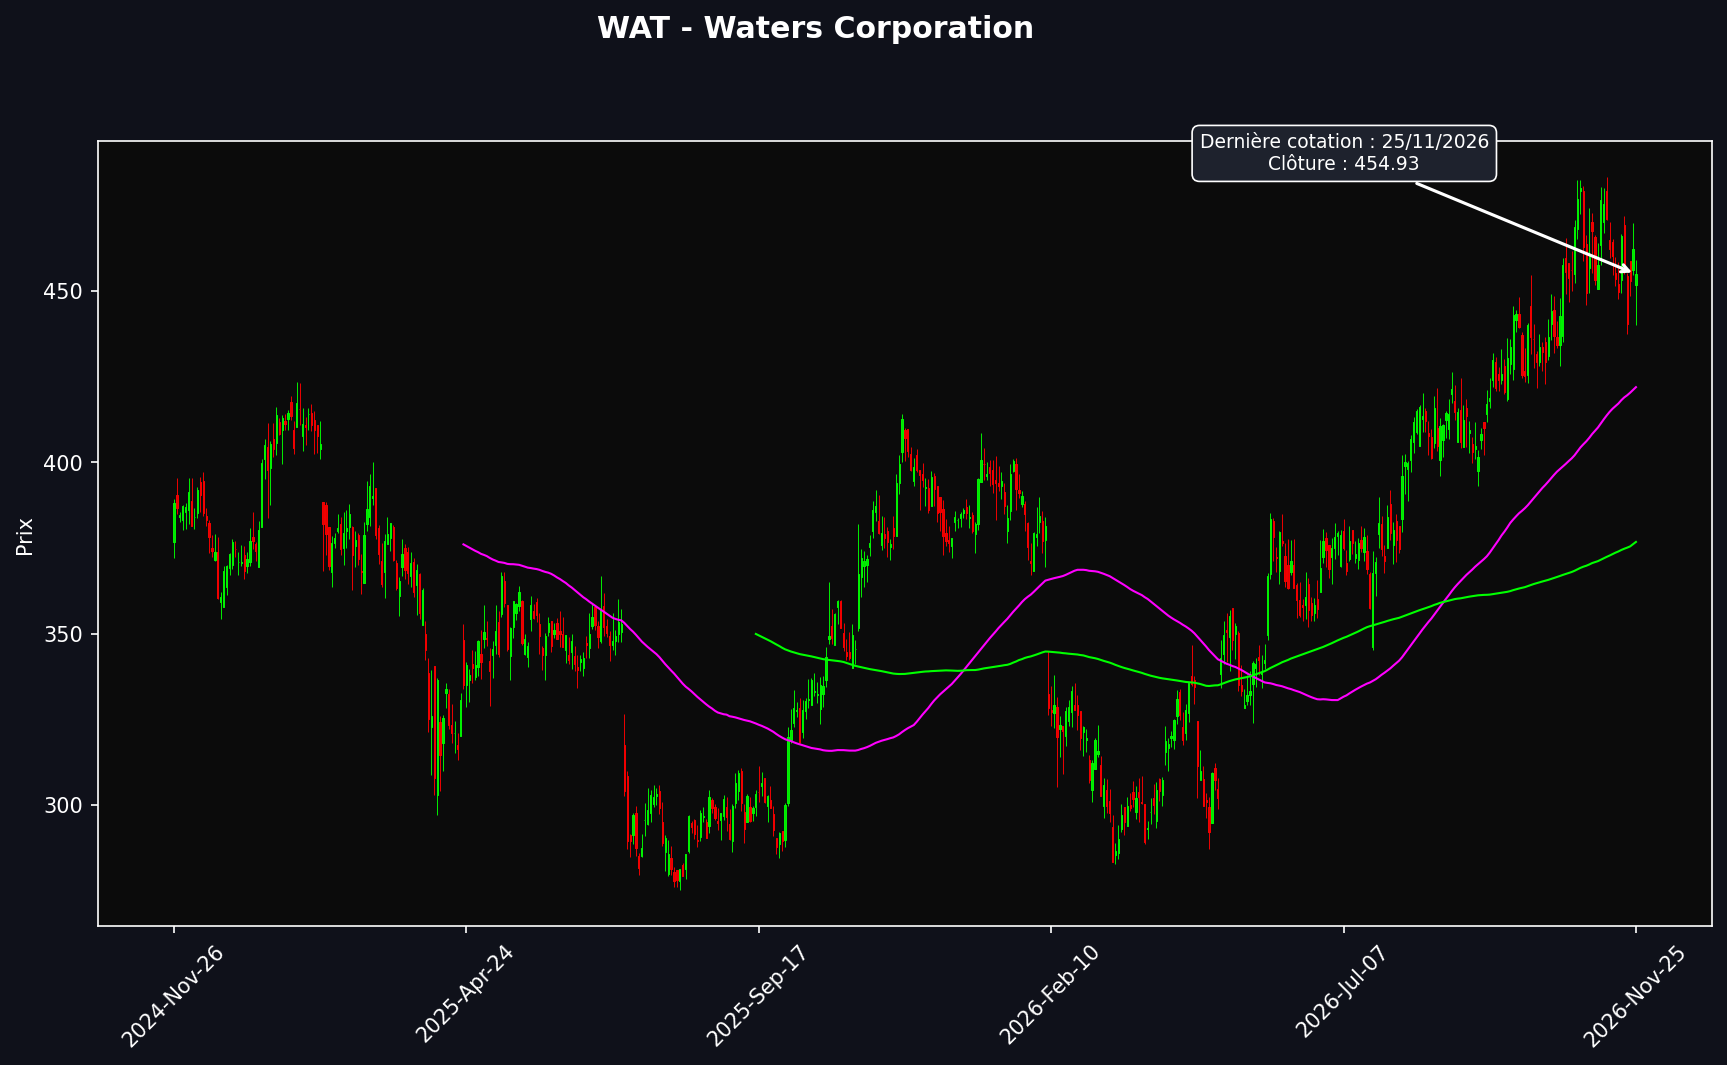 WAT - Waters Corporation
Dernière cotation : 25/11/2026
Clôture : 454.93
Prix
450
400
350
300
2024-Nov-26
2025-Apr-24
2025-Sep-17
2026-Feb-10
2026-Jul-07
2026-Nov-25